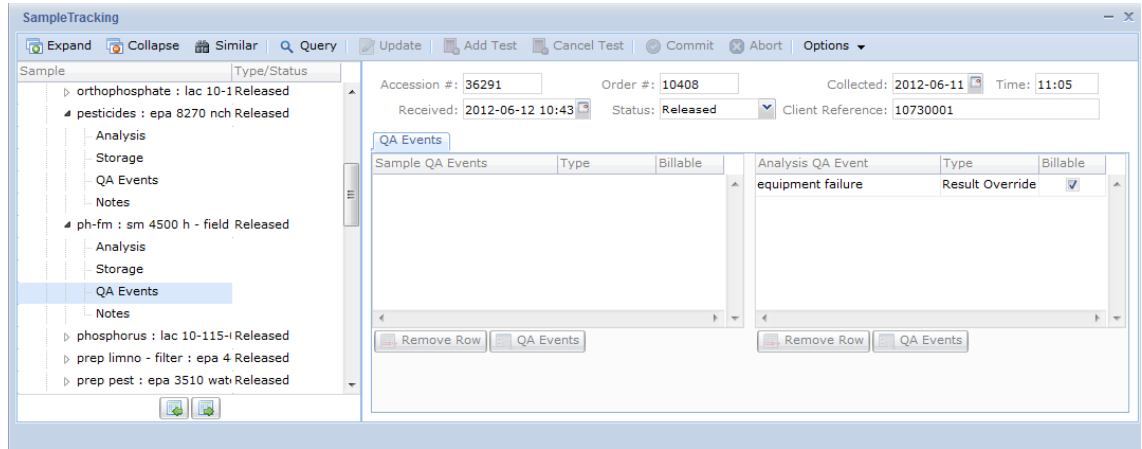 SampleTracking
Expand Collapse Similar Query Update Add Test Cancel Test Commit Abort Options
Sample Type/Status
orthophosphate : lac 10-1 Released
pesticides : epa 8270 nch Released
Analysis
Storage
QA Events
Notes
ph-fm : sm 4500 h - field Released
Analysis
Storage
QA Events
Notes
phosphorus : lac 10-115-( Released
prep limno - filter : epa 4 Released
prep pest : epa 3510 wat Released
Accession #: 36291 Order #: 10408 Collected: 2012-06-11 Time: 11:05
Received: 2012-06-12 10:43 Status: Released Client Reference: 10730001
QA Events
Sample QA Events Type Billable Analysis QA Event Type Billable
equipment failure Result Override
Remove Row QA Events Remove Row QA Events